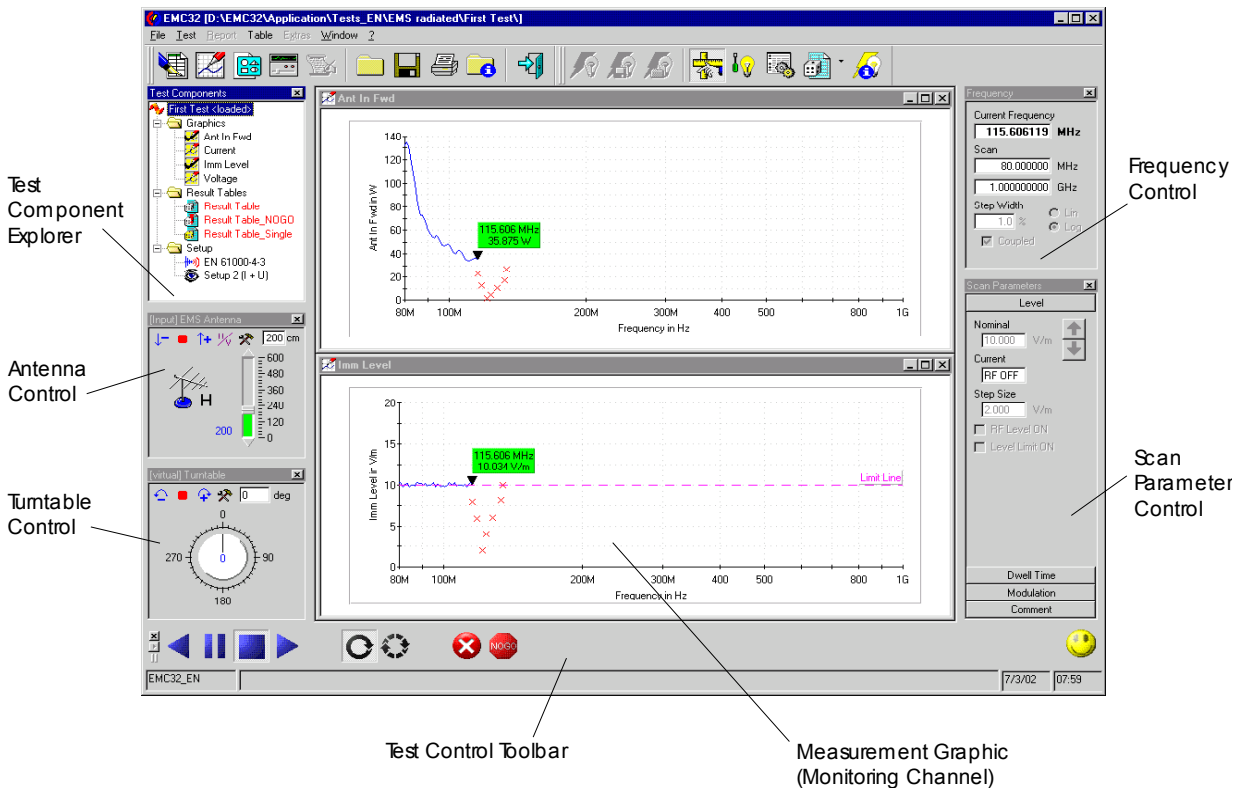 EMC32 [D:\EMC32\Application\Tests_EN\EMS radiated\First Test\]
File Test Report Table Extras Window ?
Test Components
First Test <loaded>
Graphics
Ant In Fwd
Current
Imm Level
Voltage
Result Tables
Result Table
Result Table_NOGO
Result Table_Single
Setup
EN 61000-4-3
Setup 2 (I + U)
[Input] EMS Antenna
200 cm
H
200
600
480
360
240
120
0
[virtual] Turntable
0 deg
0
270
0
90
180
Ant In Fwd
Ant In Fwd in W
140
120
100
80
60
40
20
0
115.606 MHz
35.875 W
80M 100M 200M 300M 400 500 800 1G
Frequency in Hz
Imm Level
Imm Level in V/m
20
15
10
5
0
115.606 MHz
10.034 V/m
Limit Line
80M 100M 200M 300M 400 500 800 1G
Frequency in Hz
Frequency
Current Frequency
115.606119 MHz
Scan
80.000000 MHz
1.000000000 GHz
Step Width
1.0 %
Lin
Log
Coupled
Scan Parameters
Level
Nominal
10.000 V/m
Current
RF OFF
Step Size
2.000 V/m
RF Level ON
Level Limit ON
Dwell Time
Modulation
Comment
NOGO
EMC32_EN
7/3/02 07:59
Test
Component
Explorer
Antenna
Control
Turntable
Control
Frequency
Control
Scan
Parameter
Control
Test Control Toolbar
Measurement Graphic
(Monitoring Channel)